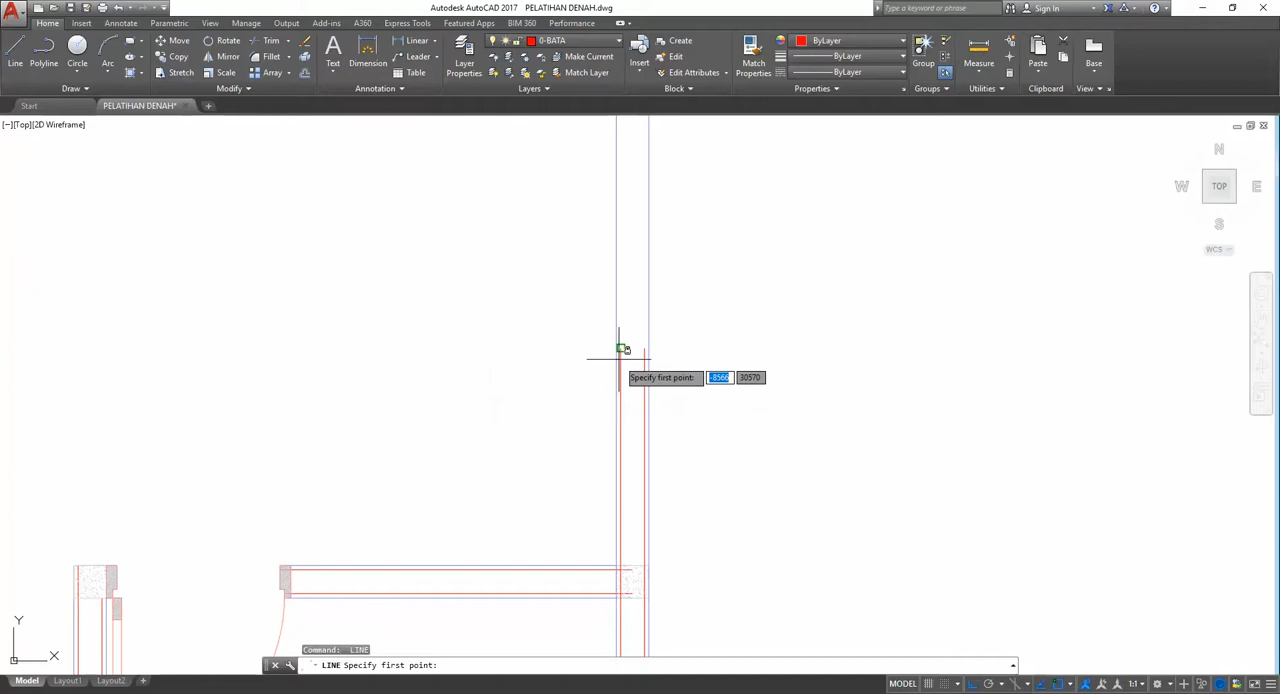 Autodesk AutoCAD 2017 PELATIHAN DENAH.dwg
Type a keyword or phrase
Sign In
Home Insert Annotate Parametric View Manage Output Add-ins A360 Express Tools Featured Apps BIM 360 Performance
Line Polyline Circle Arc
Move Rotate Trim
Copy Mirror Fillet
Stretch Scale Array
Text Dimension
Linear
Leader
Table
Layer Properties
0-BATA
Make Current
Match Layer
Insert
Create
Edit
Edit Attributes
Match Properties
ByLayer
ByLayer
ByLayer
Group
Measure
Paste
Base
Draw Modify Annotation Layers Block Properties Groups Utilities Clipboard View
Start PELATIHAN DENAH*
[−][Top][2D Wireframe]
N
W TOP E
S
WCS
Specify first point: -8566 30570
Y
X
Command: LINE
LINE Specify first point:
Model Layout1 Layout2
MODEL 1:1